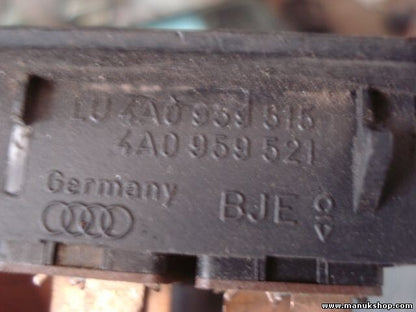 LU 4A0 959 515
4A0 959 521
Germany
BJE
www.manukshop.com